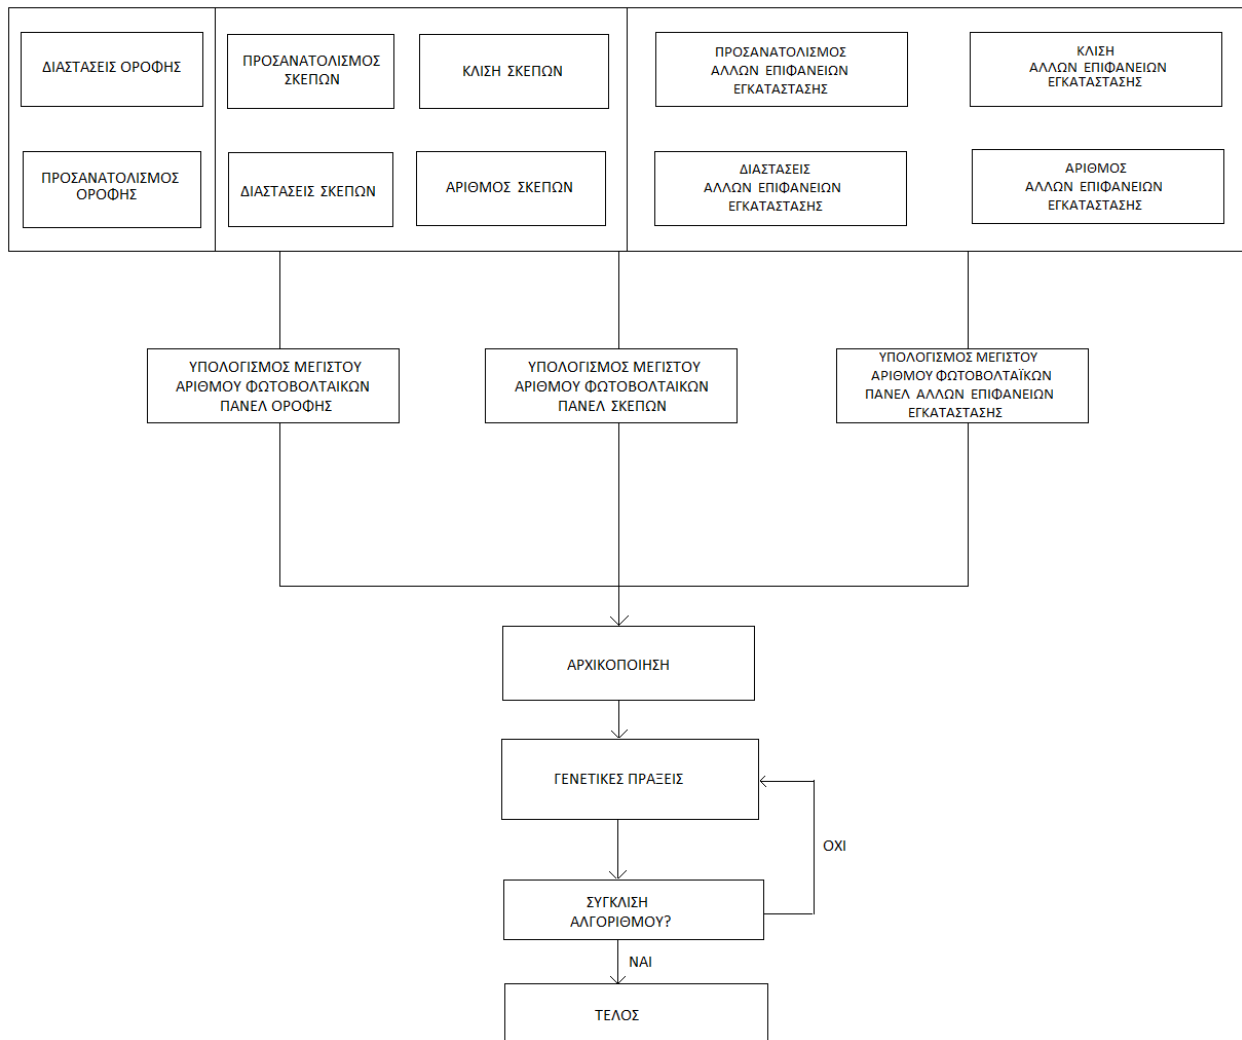 ΔΙΑΣΤΑΣΕΙΣ ΟΡΟΦΗΣ
ΠΡΟΣΑΝΑΤΟΛΙΣΜΟΣ
ΟΡΟΦΗΣ
ΠΡΟΣΑΝΑΤΟΛΙΣΜΟΣ
ΣΚΕΠΩΝ
ΚΛΙΣΗ ΣΚΕΠΩΝ
ΔΙΑΣΤΑΣΕΙΣ ΣΚΕΠΩΝ
ΑΡΙΘΜΟΣ ΣΚΕΠΩΝ
ΠΡΟΣΑΝΑΤΟΛΙΣΜΟΣ
ΑΛΛΩΝ ΕΠΙΦΑΝΕΙΩΝ
ΕΓΚΑΤΑΣΤΑΣΗΣ
ΚΛΙΣΗ
ΑΛΛΩΝ ΕΠΙΦΑΝΕΙΩΝ
ΕΓΚΑΤΑΣΤΑΣΗΣ
ΔΙΑΣΤΑΣΕΙΣ
ΑΛΛΩΝ ΕΠΙΦΑΝΕΙΩΝ
ΕΓΚΑΤΑΣΤΑΣΗΣ
ΑΡΙΘΜΟΣ
ΑΛΛΩΝ ΕΠΙΦΑΝΕΙΩΝ
ΕΓΚΑΤΑΣΤΑΣΗΣ
ΥΠΟΛΟΓΙΣΜΟΣ ΜΕΓΙΣΤΟΥ
ΑΡΙΘΜΟΥ ΦΩΤΟΒΟΛΤΑΙΚΩΝ
ΠΑΝΕΛ ΟΡΟΦΗΣ
ΥΠΟΛΟΓΙΣΜΟΣ ΜΕΓΙΣΤΟΥ
ΑΡΙΘΜΟΥ ΦΩΤΟΒΟΛΤΑΙΚΩΝ
ΠΑΝΕΛ ΣΚΕΠΩΝ
ΥΠΟΛΟΓΙΣΜΟΣ ΜΕΓΙΣΤΟΥ
ΑΡΙΘΜΟΥ ΦΩΤΟΒΟΛΤΑΪΚΩΝ
ΠΑΝΕΛ ΑΛΛΩΝ ΕΠΙΦΑΝΕΙΩΝ
ΕΓΚΑΤΑΣΤΑΣΗΣ
ΑΡΧΙΚΟΠΟΙΗΣΗ
ΓΕΝΕΤΙΚΕΣ ΠΡΑΞΕΙΣ
ΟΧΙ
ΣΥΓΚΛΙΣΗ
ΑΛΓΟΡΙΘΜΟΥ?
ΝΑΙ
ΤΕΛΟΣ